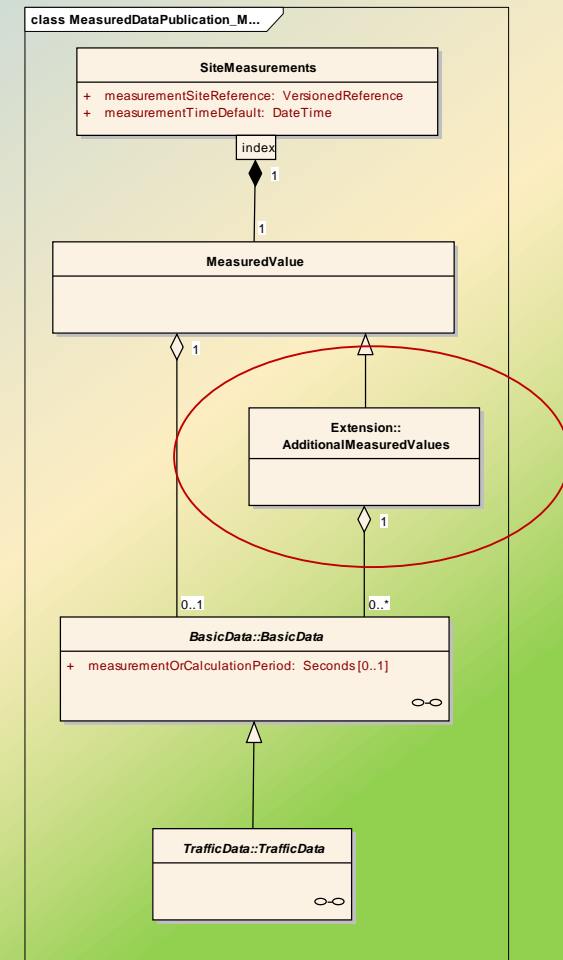 class MeasuredDataPublication_M...
SiteMeasurements
+ measurementSiteReference: VersionedReference
+ measurementTimeDefault: DateTime
index
1
1
MeasuredValue
1
Extension::
AdditionalMeasuredValues
1
0..1
0..*
BasicData::BasicData
+ measurementOrCalculationPeriod: Seconds [0..1]
TrafficData::TrafficData